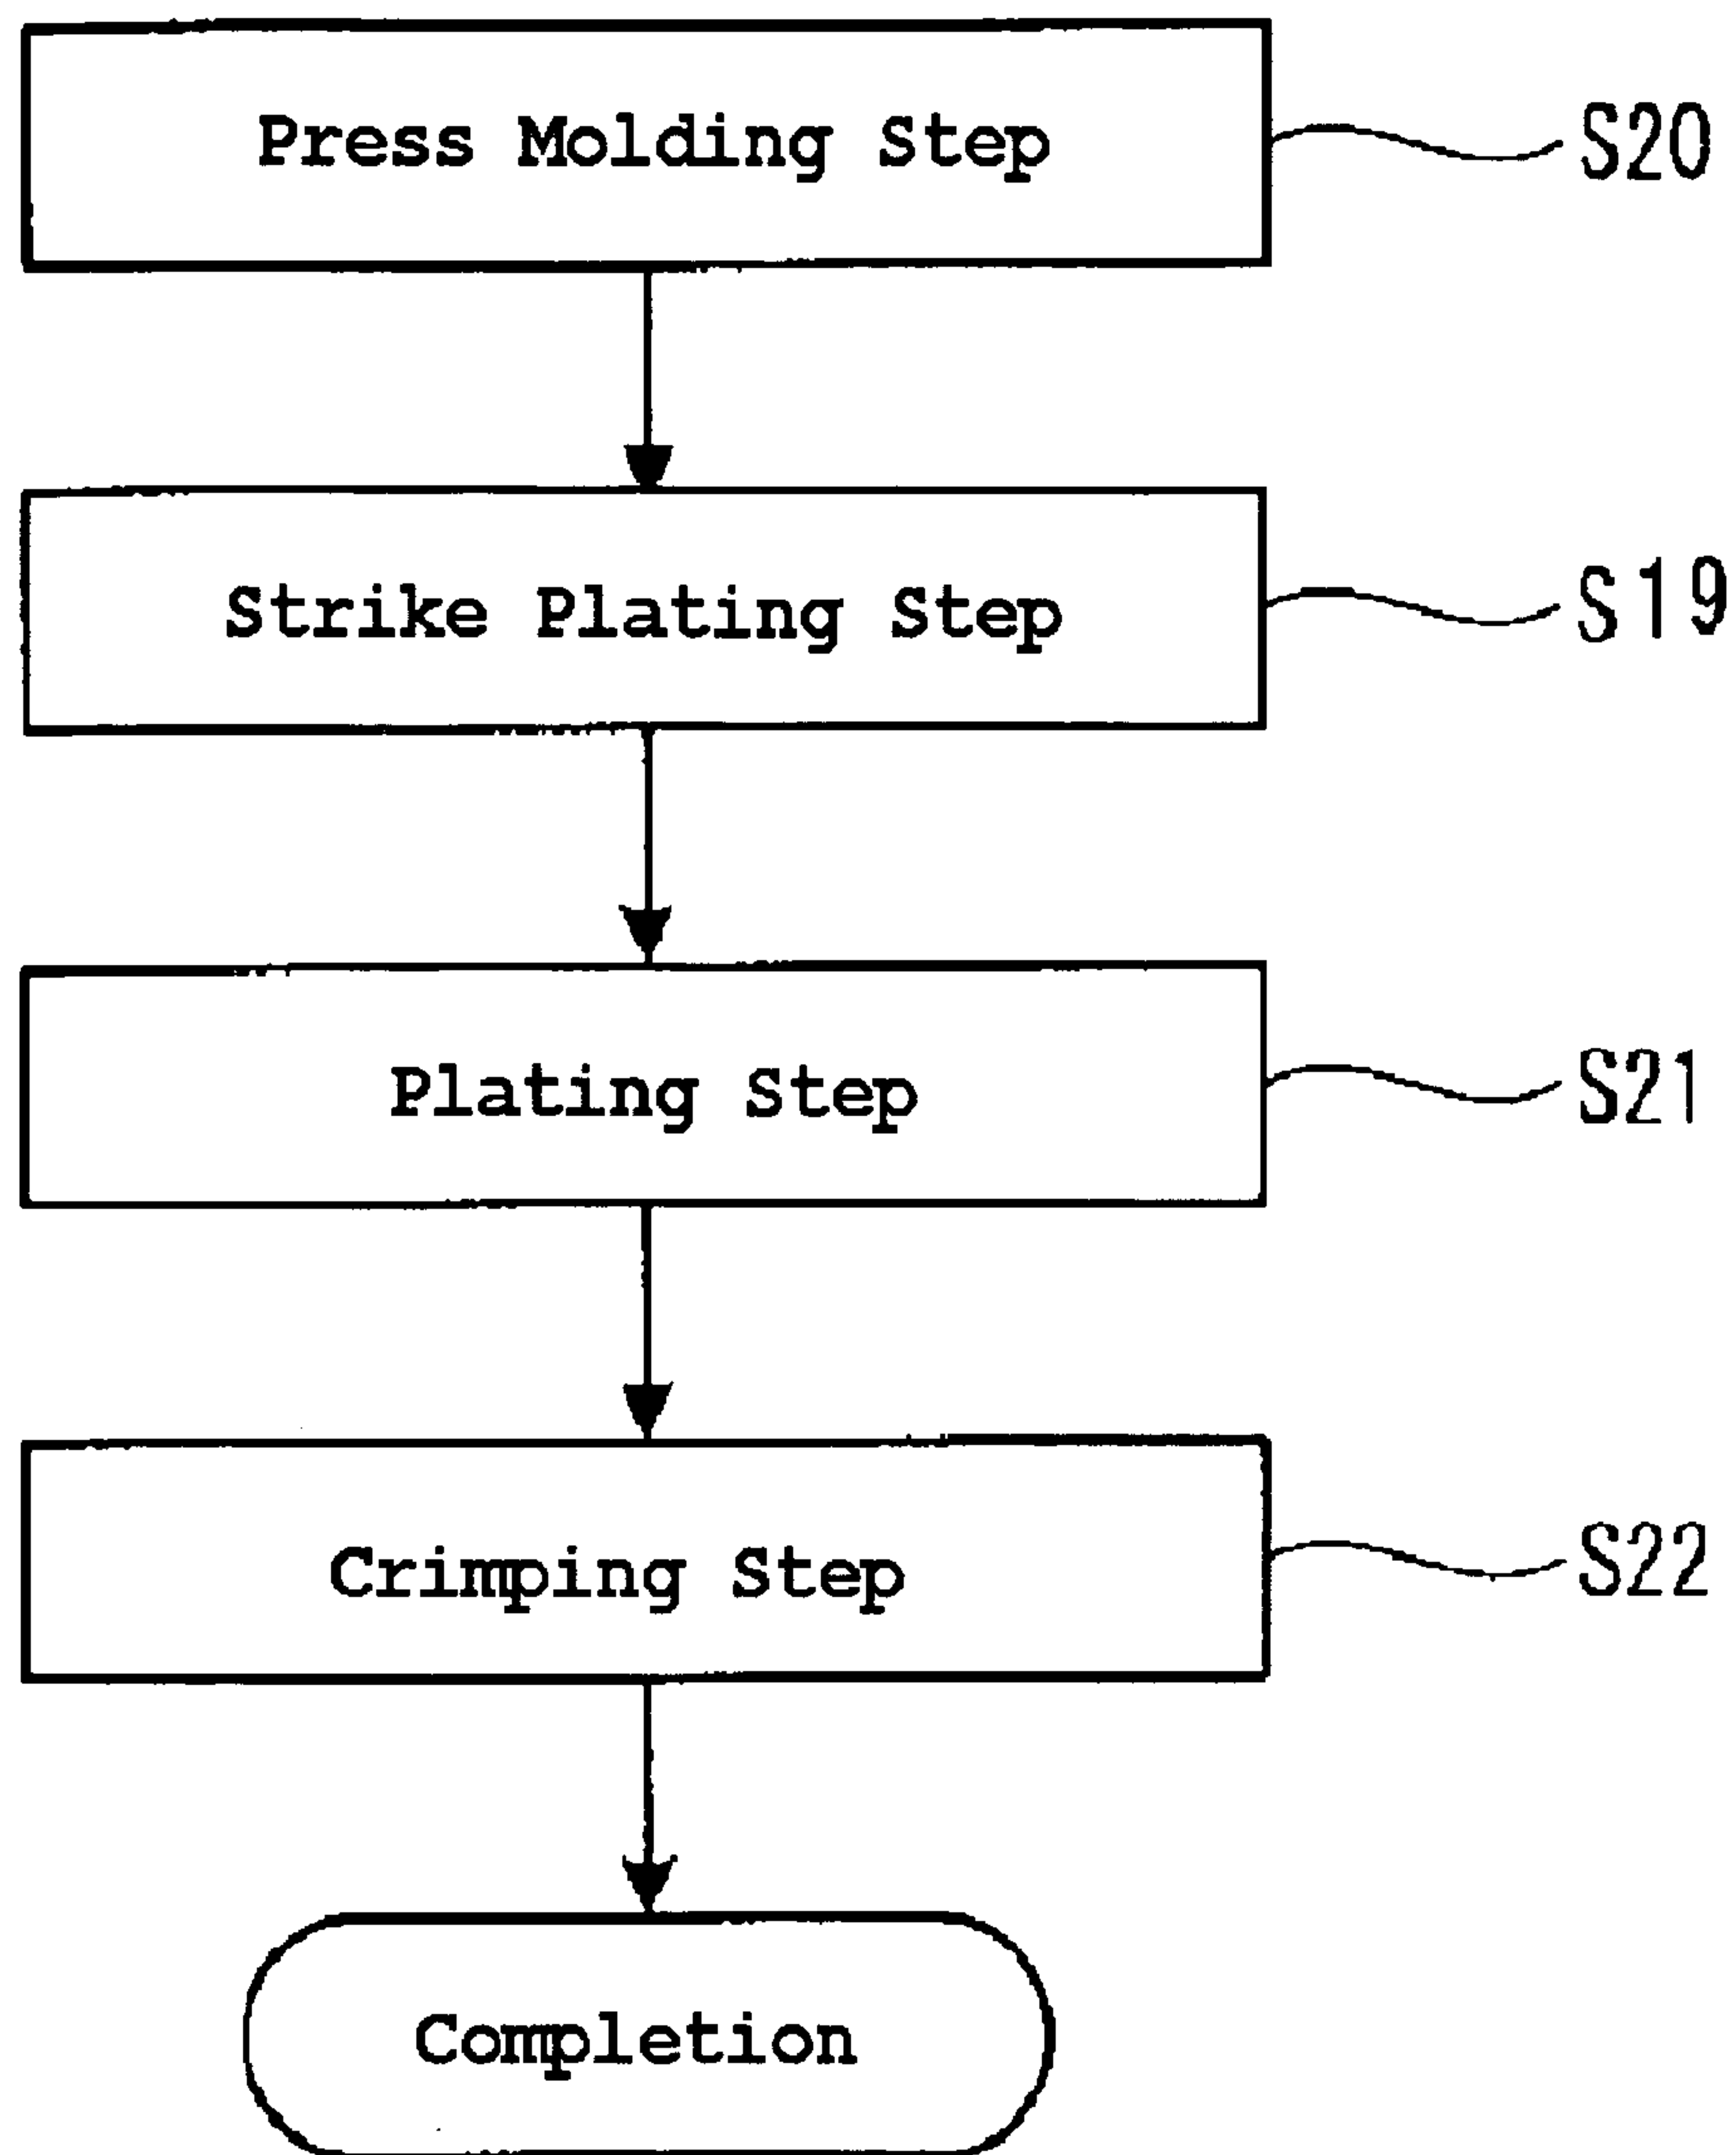 Press Molding Step S20
Strike Plating Step S19
Plating Step S21
Crimping Step S22
Completion